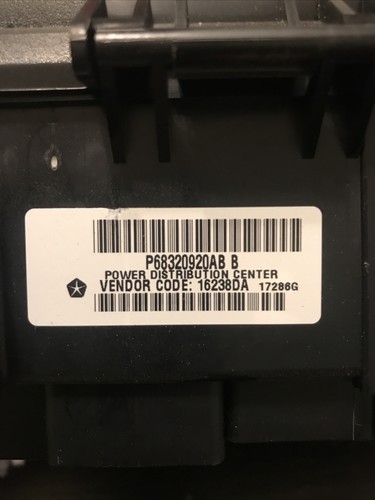 P68320920AB B
POWER DISTRIBUTION CENTER
VENDOR CODE: 16238DA 17286G